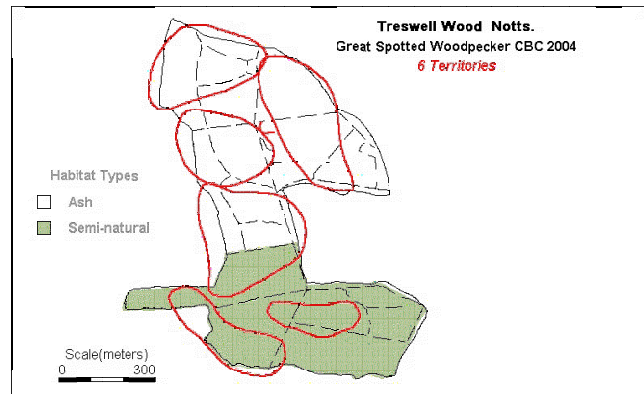 Treswell Wood Notts.
Great Spotted Woodpecker CBC 2004
6 Territories
Habitat Types
Ash
Semi-natural
Scale(meters)
0 300